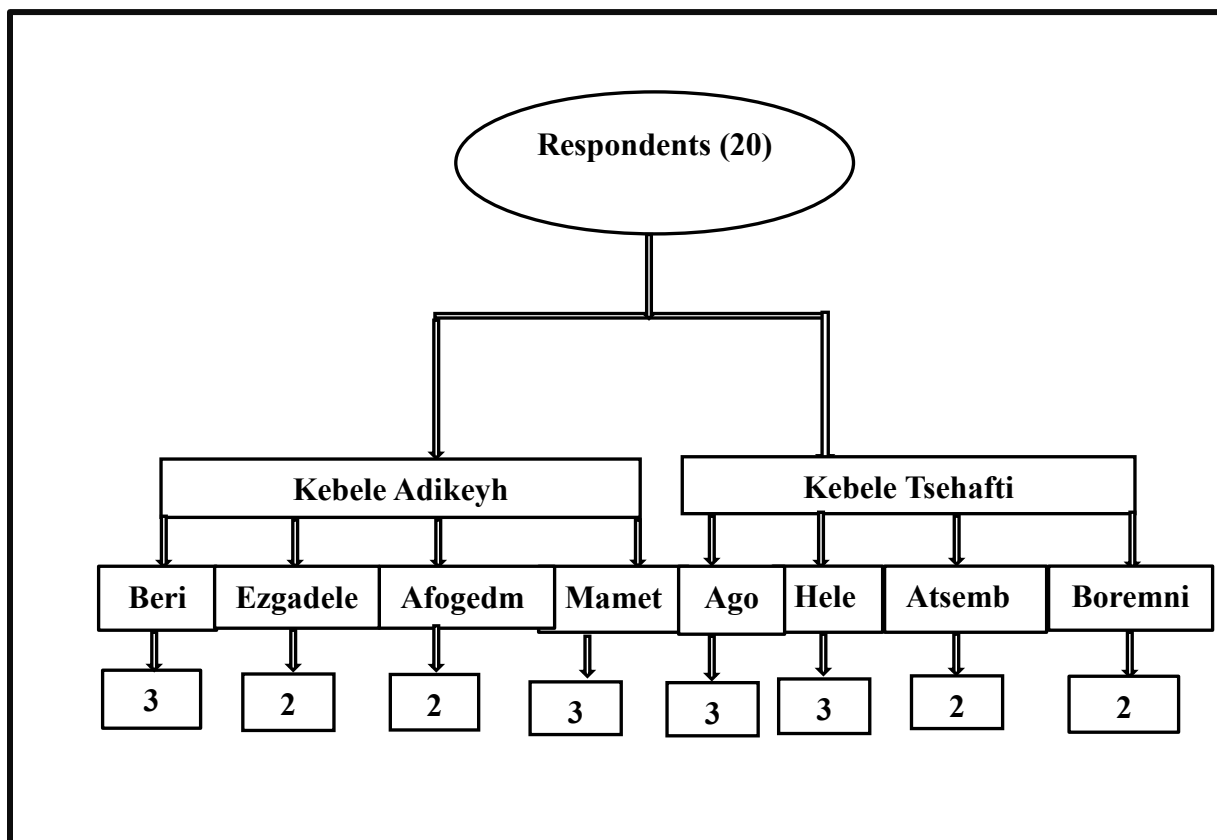 Respondents (20)
Kebele Adikeyh
Kebele Tsehafti
Beri
Ezgadele
Afogedm
Mamet
Ago
Hele
Atsemb
Boremni
3
2
2
3
3
3
2
2